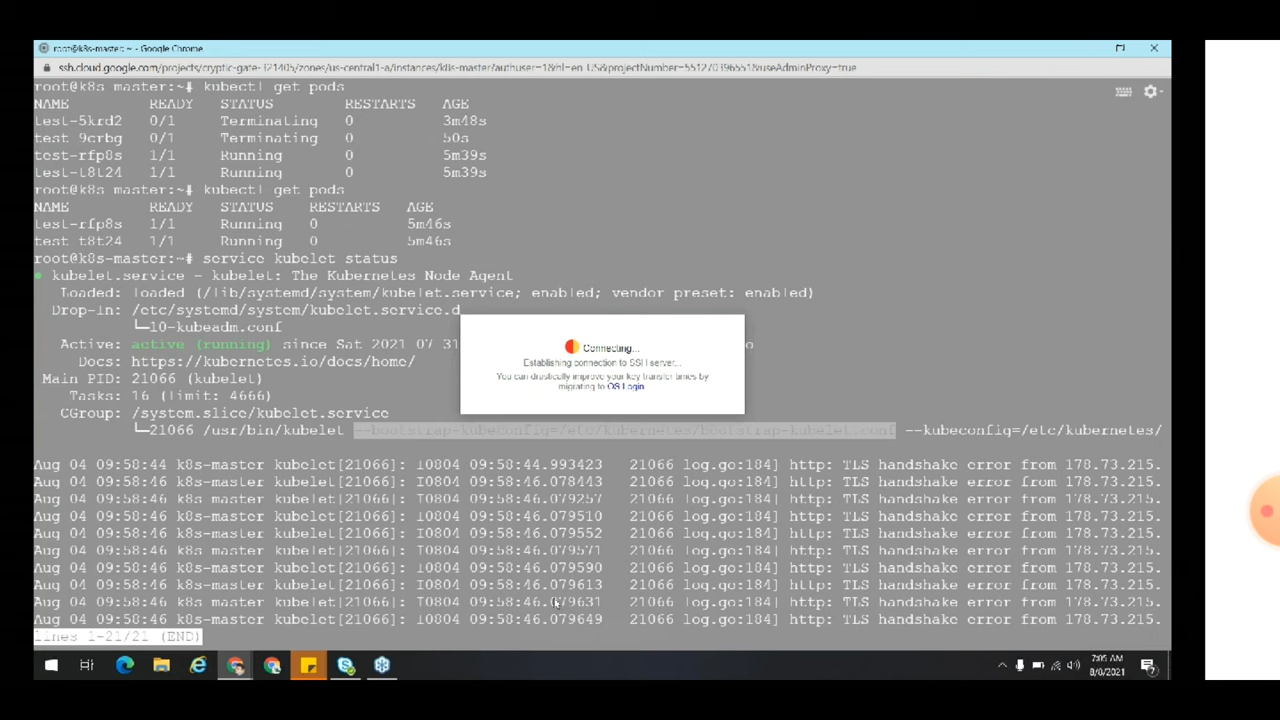 root@k8s-master: ~ - Google Chrome
ssh.cloud.google.com/projects/cryptic-gate-321405/zones/us-central1-a/instances/k8s-master?authuser=1&hl=en_US&projectNumber=551270396551&useAdminProxy=true
root@k8s master:~# kubectl get pods
NAME READY STATUS RESTARTS AGE
test-5krd2 0/1 Terminating 0 3m48s
test 9crbg 0/1 Terminating 0 50s
test-rfp8s 1/1 Running 0 5m39s
test-t8t24 1/1 Running 0 5m39s
root@k8s master:~# kubectl get pods
NAME READY STATUS RESTARTS AGE
test-rfp8s 1/1 Running 0 5m46s
test t8t24 1/1 Running 0 5m46s
root@k8s-master:~# service kubelet status
● kubelet.service - kubelet: The Kubernetes Node Agent
Loaded: loaded (/lib/systemd/system/kubelet.service; enabled; vendor preset: enabled)
Drop-In: /etc/systemd/system/kubelet.service.d
└─10-kubeadm.conf
Active: active (running) since Sat 2021 07 31 o
Docs: https://kubernetes.io/docs/home/
Main PID: 21066 (kubelet)
Tasks: 16 (limit: 4666)
CGroup: /system.slice/kubelet.service
└─21066 /usr/bin/kubelet --bootstrap-kubeconfig=/etc/kubernetes/bootstrap-kubelet.conf --kubeconfig=/etc/kubernetes/
Connecting...
Establishing connection to SSH server...
You can drastically improve your key transfer times by
migrating to OS Login
Aug 04 09:58:44 k8s-master kubelet[21066]: I0804 09:58:44.993423 21066 log.go:184] http: TLS handshake error from 178.73.215.
Aug 04 09:58:46 k8s-master kubelet[21066]: I0804 09:58:46.078443 21066 log.go:184] http: TLS handshake error from 178.73.215.
Aug 04 09:58:46 k8s-master kubelet[21066]: I0804 09:58:46.079257 21066 log.go:184] http: TLS handshake error from 178.73.215.
Aug 04 09:58:46 k8s-master kubelet[21066]: I0804 09:58:46.079510 21066 log.go:184] http: TLS handshake error from 178.73.215.
Aug 04 09:58:46 k8s-master kubelet[21066]: I0804 09:58:46.079552 21066 log.go:184] http: TLS handshake error from 178.73.215.
Aug 04 09:58:46 k8s-master kubelet[21066]: I0804 09:58:46.079571 21066 log.go:184] http: TLS handshake error from 178.73.215.
Aug 04 09:58:46 k8s master kubelet[21066]: I0804 09:58:46.079590 21066 log.go:184] http: TLS handshake error from 178.73.215.
Aug 04 09:58:46 k8s master kubelet[21066]: I0804 09:58:46.079613 21066 log.go:184] http: TLS handshake error from 178.73.215.
Aug 04 09:58:46 k8s master kubelet[21066]: I0804 09:58:46.079631 21066 log.go:184] http: TLS handshake error from 178.73.215.
Aug 04 09:58:46 k8s master kubelet[21066]: I0804 09:58:46.079649 21066 log.go:184] http: TLS handshake error from 178.73.215.
lines 1-21/21 (END)
7:05 AM
8/8/2021
7